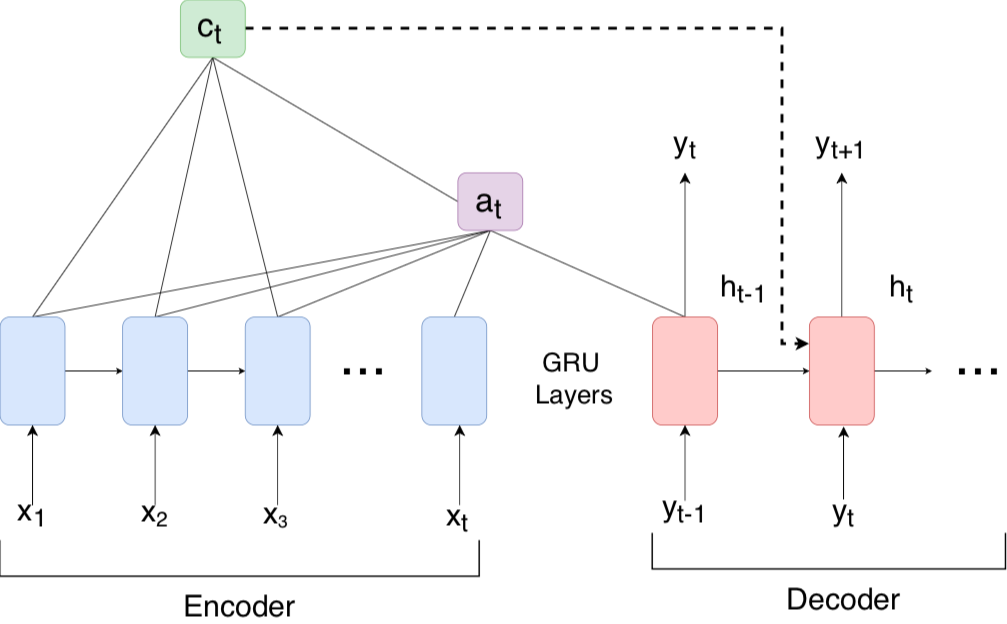 c_t
y_t
y_{t+1}
a_t
h_{t-1}
h_t
GRU
Layers
...
...
x_1
x_2
x_3
x_t
y_{t-1}
y_t
Encoder
Decoder